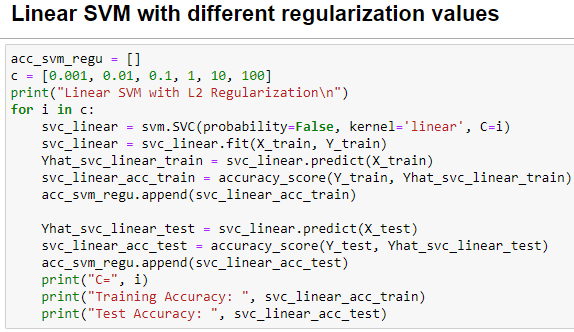 Linear SVM with different regularization values
acc_svm_regu = []
c = [0.001, 0.01, 0.1, 1, 10, 100]
print("Linear SVM with L2 Regularization\n")
for i in c:
    svc_linear = svm.SVC(probability=False, kernel='linear', C=i)
    svc_linear = svc_linear.fit(X_train, Y_train)
    Yhat_svc_linear_train = svc_linear.predict(X_train)
    svc_linear_acc_train = accuracy_score(Y_train, Yhat_svc_linear_train)
    acc_svm_regu.append(svc_linear_acc_train)

    Yhat_svc_linear_test = svc_linear.predict(X_test)
    svc_linear_acc_test = accuracy_score(Y_test, Yhat_svc_linear_test)
    acc_svm_regu.append(svc_linear_acc_test)
    print("C=", i)
    print("Training Accuracy: ", svc_linear_acc_train)
    print("Test Accuracy: ", svc_linear_acc_test)